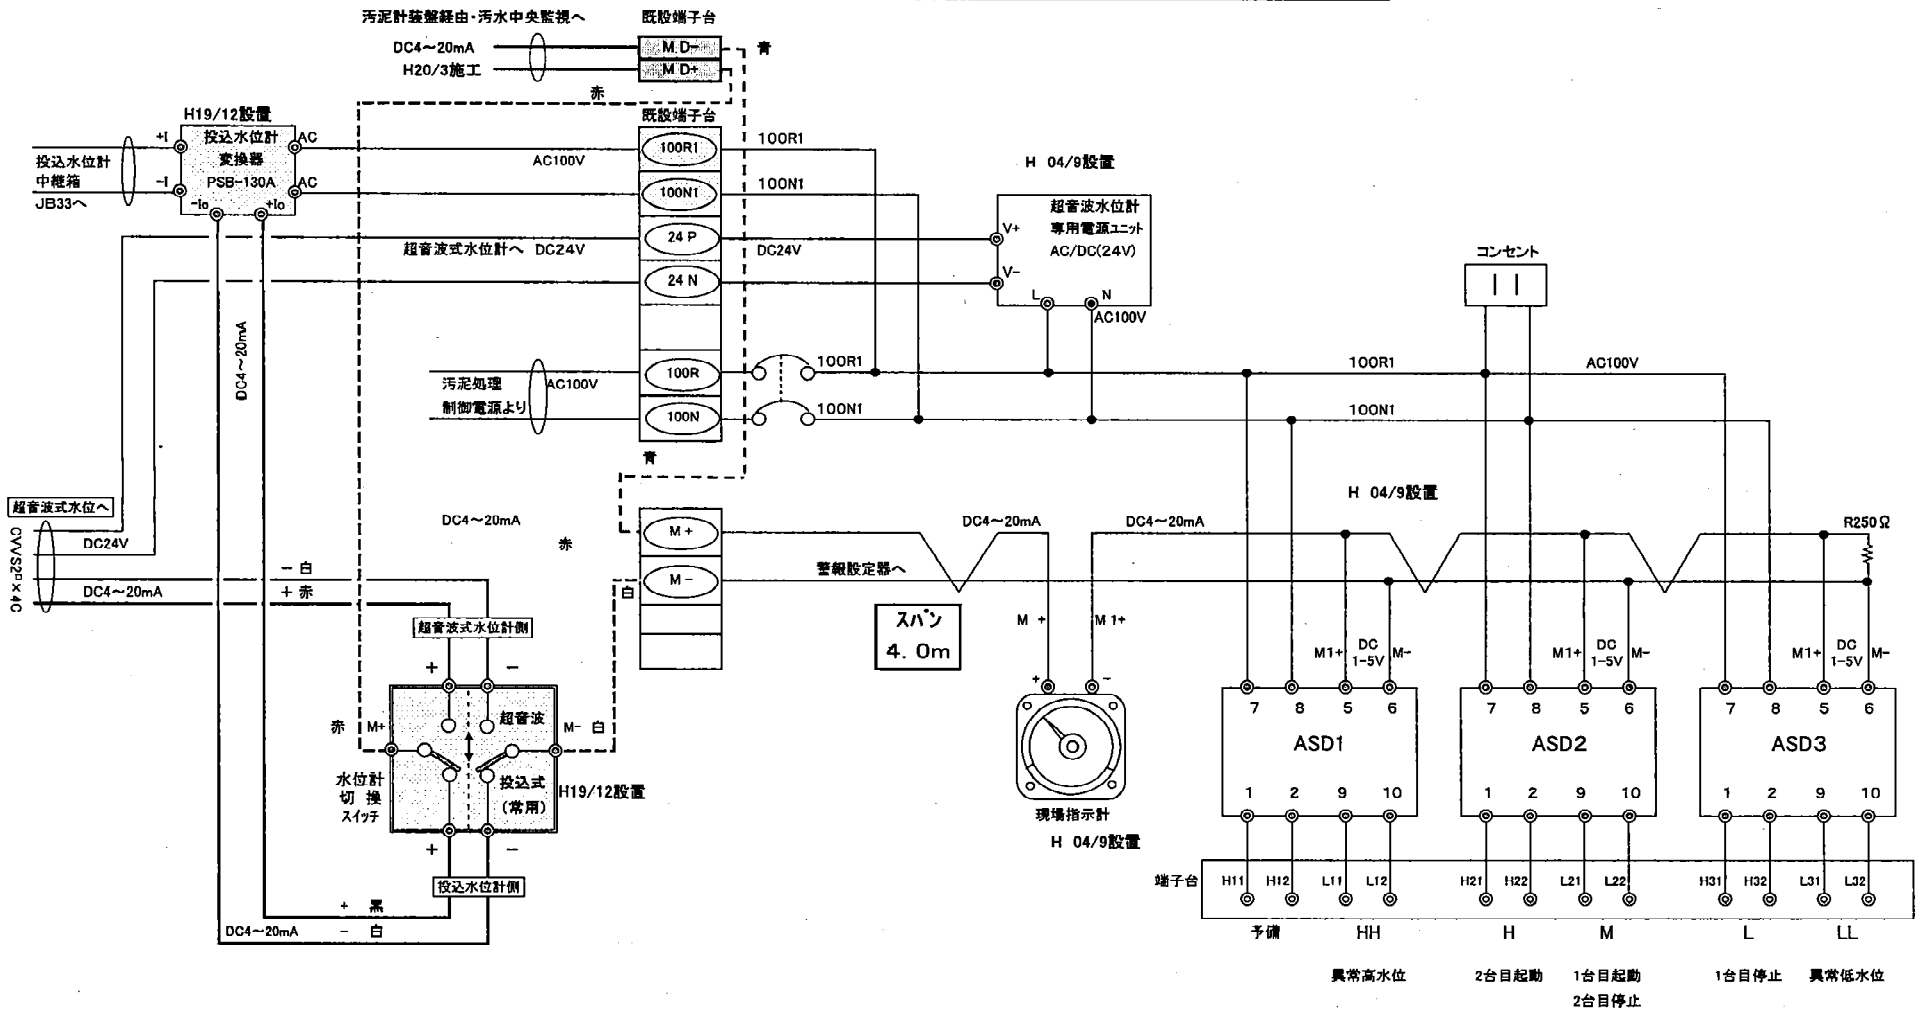 汚泥計装盤経由・汚水中央監視へ
既設端子台
DC4～20mA
M D-
青
H20/3施工
M D+
赤
H19/12設置
既設端子台
+I
投込水位計
変換器
PSB-130A
AC
AC
-I
-Io
+Io
投込水位計
中継箱
JB33へ
AC100V
100R1
100R1
100N1
100N1
H 04/9設置
超音波水位計
専用電源ユニット
AC/DC(24V)
V+
V-
L
N
AC100V
超音波式水位計へ DC24V
24 P
DC24V
24 N
コンセント
DC4～20mA
汚泥処理
制御電源より
AC100V
100R
100R1
100R1
AC100V
100N
100N1
100N1
青
超音波式水位へ
CVVS2□×4C
DC24V
DC4～20mA
赤
M +
DC4～20mA
DC4～20mA
H 04/9設置
R250Ω
M -
警報設定器へ
- 白
+ 赤
DC4～20mA
白
超音波式水位計側
スパン
4. 0m
M +
M 1+
M1+
DC
1-5V
M-
M1+
DC
1-5V
M-
M1+
DC
1-5V
M-
+
-
+
-
赤 M+
超音波
M- 白
水位計
切 換
スイッチ
投込式
(常用)
H19/12設置
現場指示計
H 04/9設置
7
8
5
6
ASD1
1
2
9
10
7
8
5
6
ASD2
1
2
9
10
7
8
5
6
ASD3
1
2
9
10
+
-
投込水位計側
+ 黒
DC4～20mA
- 白
端子台
H11
H12
L11
L12
H21
H22
L21
L22
H31
H32
L31
L32
予備
HH
H
M
L
LL
異常高水位
2台目起動
1台目起動
2台目停止
1台目停止
異常低水位